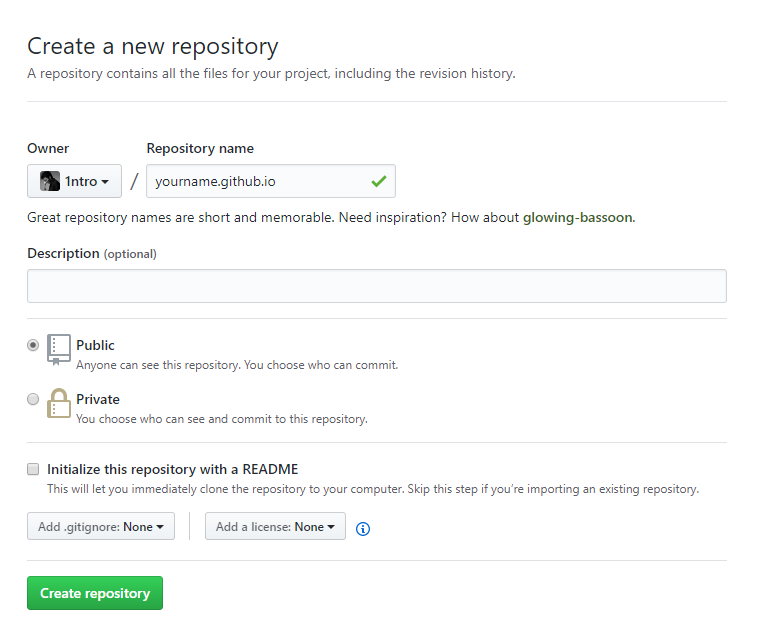 Create a new repository
A repository contains all the files for your project, including the revision history.
Owner
Repository name
1ntro / yourname.github.io
Great repository names are short and memorable. Need inspiration? How about glowing-bassoon.
Description (optional)
Public
Anyone can see this repository. You choose who can commit.
Private
You choose who can see and commit to this repository.
Initialize this repository with a README
This will let you immediately clone the repository to your computer. Skip this step if you’re importing an existing repository.
Add .gitignore: None
Add a license: None
Create repository